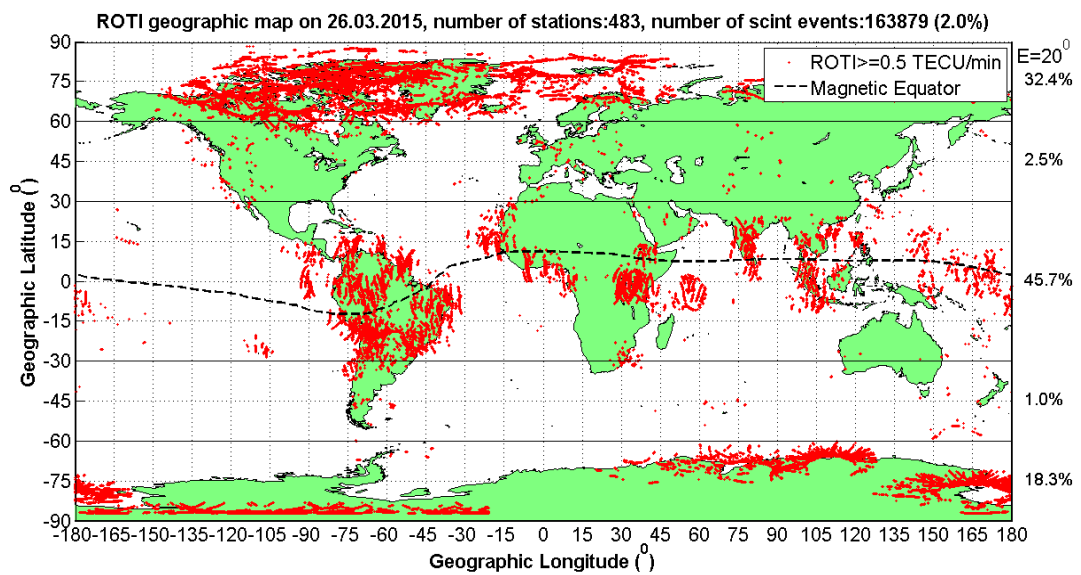 ROTI geographic map on 26.03.2015, number of stations:483, number of scint events:163879 (2.0%)
ROTI>=0.5 TECU/min
Magnetic Equator
E=20⁰
90
75
60
45
30
15
0
-15
-30
-45
-60
-75
-90
32.4%
2.5%
45.7%
1.0%
18.3%
Geographic Latitude (⁰)
-180 -165 -150 -135 -120 -105 -90 -75 -60 -45 -30 -15 0 15 30 45 60 75 90 105 120 135 150 165 180
Geographic Longitude (⁰)